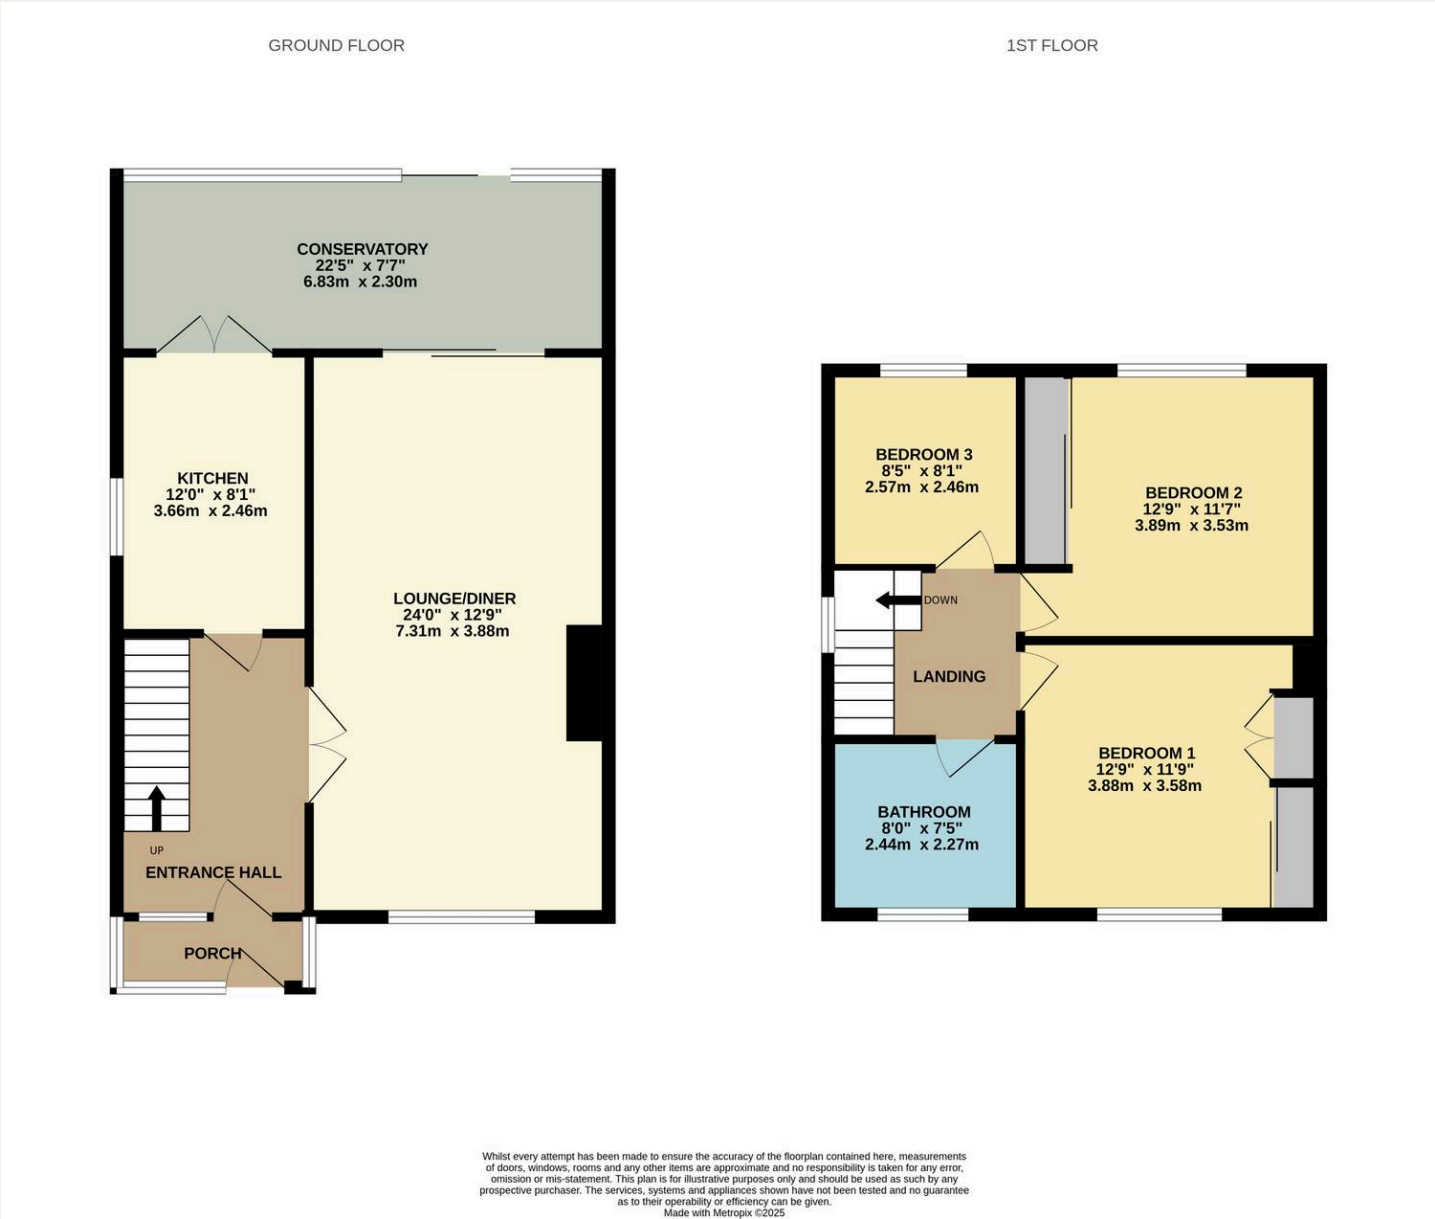 GROUND FLOOR
1ST FLOOR
CONSERVATORY
22'5" x 7'7"
6.83m x 2.30m
KITCHEN
12'0" x 8'1"
3.66m x 2.46m
LOUNGE/DINER
24'0" x 12'9"
7.31m x 3.88m
UP
ENTRANCE HALL
PORCH
BEDROOM 3
8'5" x 8'1"
2.57m x 2.46m
BEDROOM 2
12'9" x 11'7"
3.89m x 3.53m
DOWN
LANDING
BEDROOM 1
12'9" x 11'9"
3.88m x 3.58m
BATHROOM
8'0" x 7'5"
2.44m x 2.27m
Whilst every attempt has been made to ensure the accuracy of the floorplan contained here, measurements
of doors, windows, rooms and any other items are approximate and no responsibility is taken for any error,
omission or mis-statement. This plan is for illustrative purposes only and should be used as such by any
prospective purchaser. The services, systems and appliances shown have not been tested and no guarantee
as to their operability or efficiency can be given.
Made with Metropix ©2025